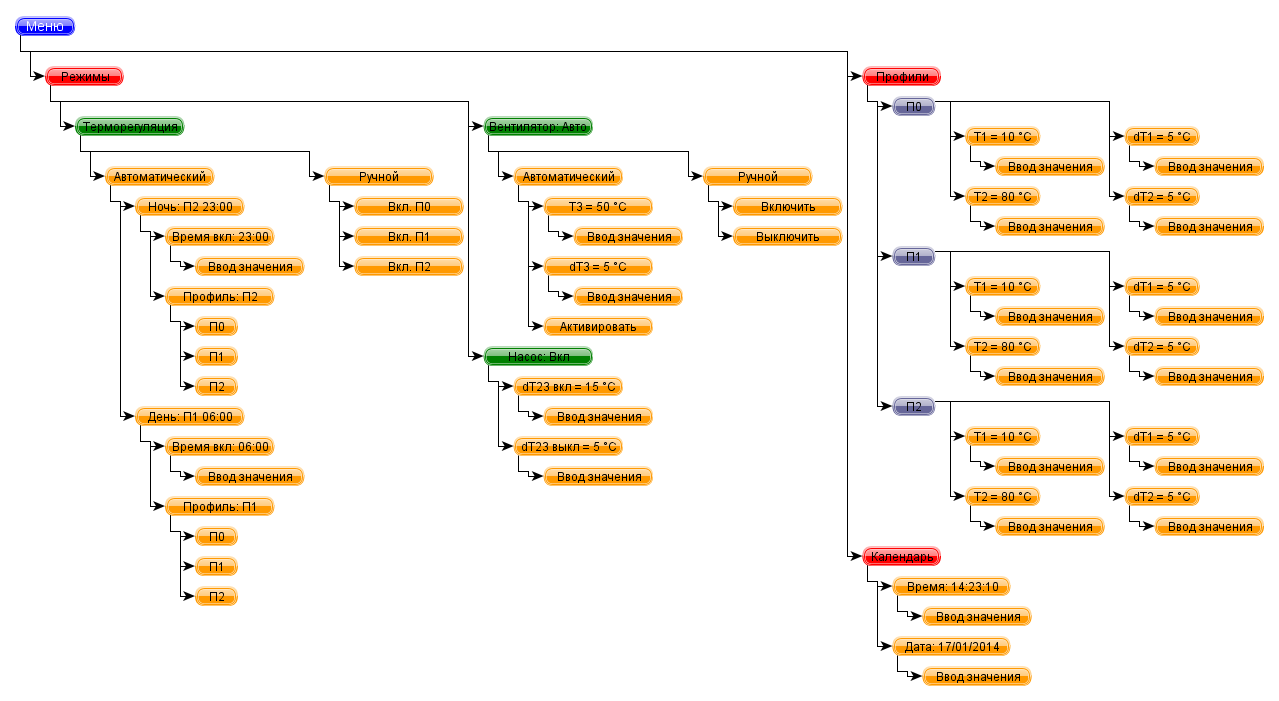 Меню
Режимы
Терморегуляция
Автоматический
Ночь: П2 23:00
Время вкл: 23:00
Ввод значения
Профиль: П2
П0
П1
П2
День: П1 06:00
Время вкл: 06:00
Ввод значения
Профиль: П1
П0
П1
П2
Ручной
Вкл. П0
Вкл. П1
Вкл. П2
Вентилятор: Авто
Автоматический
Т3 = 50 °C
Ввод значения
dT3 = 5 °C
Ввод значения
Активировать
Ручной
Включить
Выключить
Насос: Вкл
dT23 вкл = 15 °C
Ввод значения
dT23 выкл = 5 °C
Ввод значения
Профили
П0
T1 = 10 °C
Ввод значения
T2 = 80 °C
Ввод значения
dT1 = 5 °C
Ввод значения
dT2 = 5 °C
Ввод значения
П1
T1 = 10 °C
Ввод значения
T2 = 80 °C
Ввод значения
dT1 = 5 °C
Ввод значения
dT2 = 5 °C
Ввод значения
П2
T1 = 10 °C
Ввод значения
T2 = 80 °C
Ввод значения
dT1 = 5 °C
Ввод значения
dT2 = 5 °C
Ввод значения
Календарь
Время: 14:23:10
Ввод значения
Дата: 17/01/2014
Ввод значения